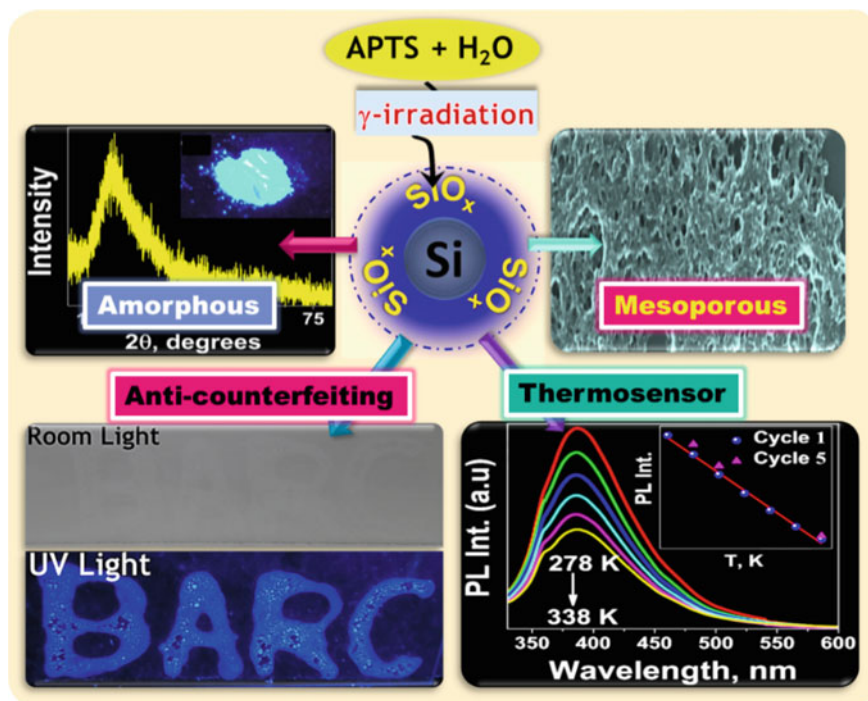 APTS + H₂O
γ-irradiation
SiOₓ
SiOₓ
SiOₓ
Si
Intensity
Amorphous
75
2θ, degrees
Mesoporous
Anti-counterfeiting
Thermosensor
Room Light
UV Light
BARC
PL Int. (a.u)
Cycle 1
Cycle 5
PL Int.
T, K
278 K
338 K
350 400 450 500 550 600
Wavelength, nm